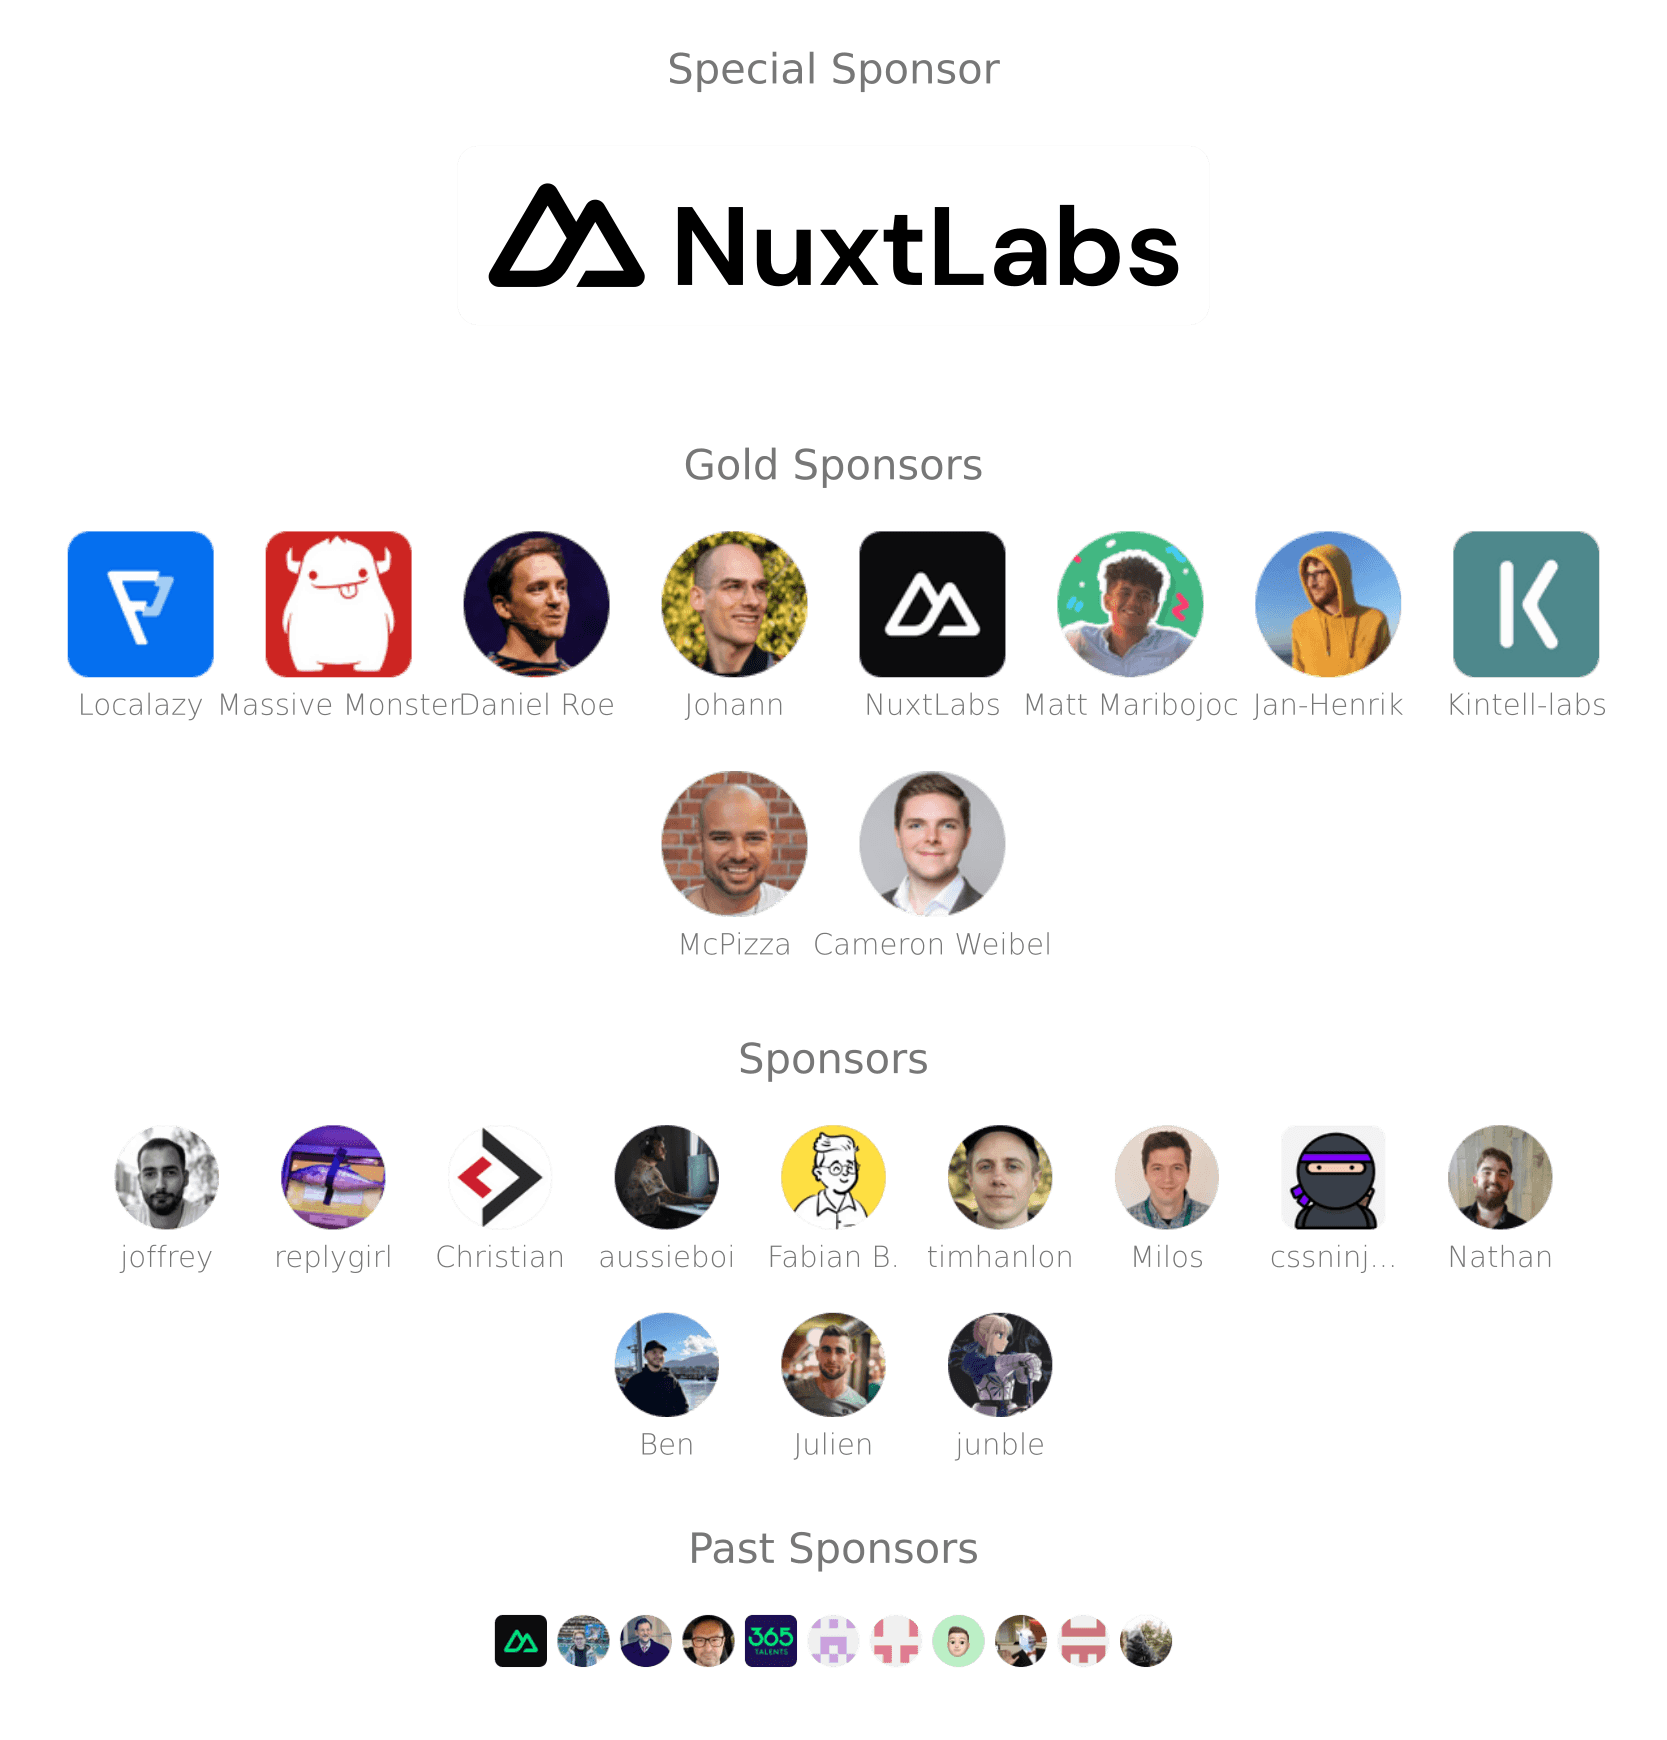 Special Sponsor
NuxtLabs
Gold Sponsors
Localazy Massive Monster Daniel Roe Johann NuxtLabs Matt Maribojoc Jan-Henrik Kintell-labs
McPizza Cameron Weibel
Sponsors
joffrey replygirl Christian aussieboi Fabian B. timhanlon Milos cssninj... Nathan
Ben Julien junble
Past Sponsors
365
TALENTS